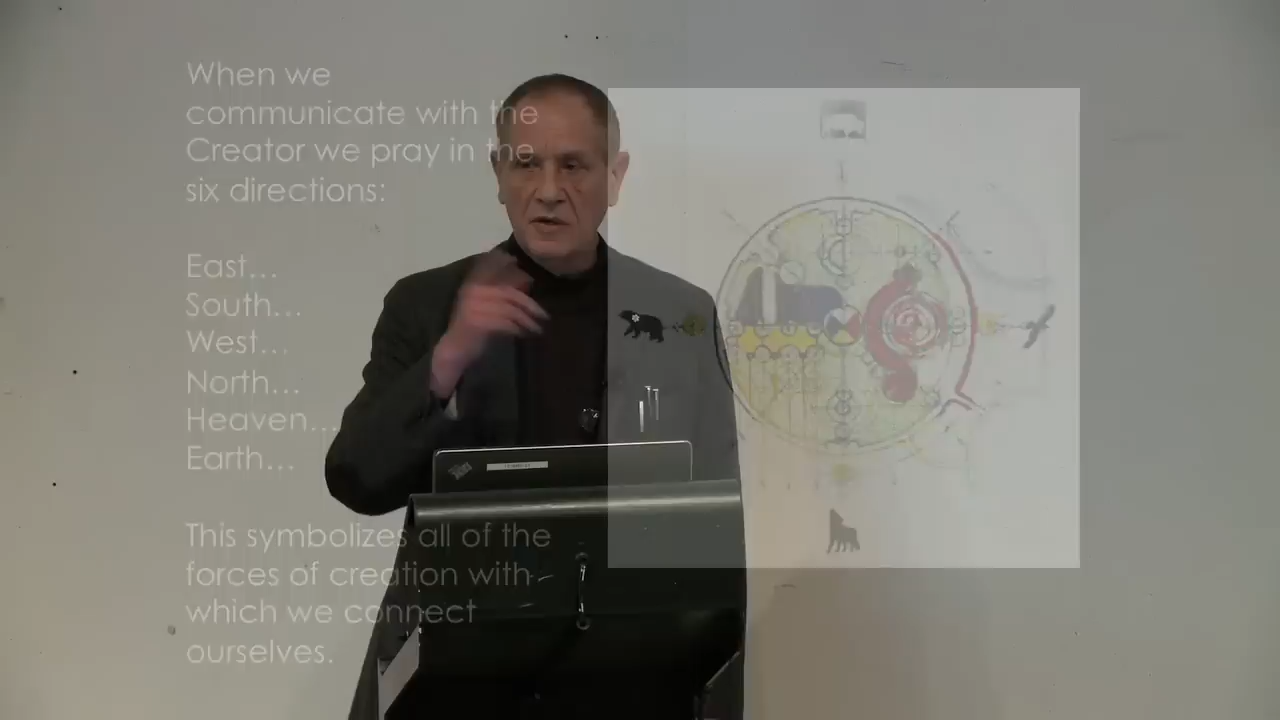 When we
communicate with the
Creator we pray in the
six directions:
East...
South...
West...
North...
Heaven...
Earth...
This symbolizes all of the
forces of creation with
which we connect
ourselves.